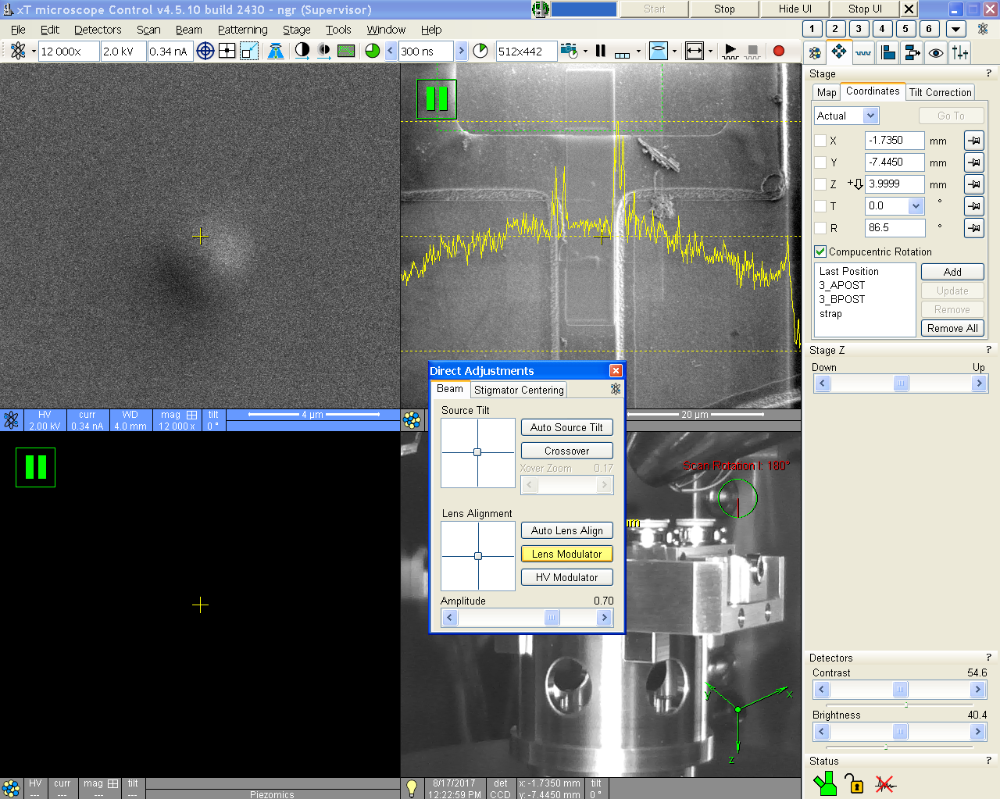 xT microscope Control v4.5.10 build 2430 - ngr (Supervisor)
Start
Stop
Hide UI
Stop UI
File Edit Detectors Scan Beam Patterning Stage Tools Window Help
1 2 3 4 5 6
12 000x
2.0 kV
0.34 nA
300 ns
512x442
Stage ?
Map
Coordinates
Tilt Correction
Actual
Go To
X -1.7350 mm
Y -7.4450 mm
Z 3.9999 mm
T 0.0 °
R 86.5 °
Compucentric Rotation
Last Position
3_APOST
3_BPOST
strap
Add
Update
Remove
Remove All
Stage Z ?
Down Up
HV curr WD mag tilt
2.00 kV 0.34 nA 4.0 mm 12 000 x 0 °
4 µm
20 µm
Direct Adjustments
Beam
Stigmator Centering
Source Tilt
Auto Source Tilt
Crossover
Xover Zoom 0.17
Lens Alignment
Auto Lens Align
Lens Modulator
HV Modulator
Amplitude 0.70
Scan Rotation I: 180°
y
x
z
Detectors ?
Contrast 54.6
Brightness 40.4
Status ?
HV curr mag tilt
--- --- --- ---
Piezomics
8/17/2017 det x: -1.7350 mm tilt
12:22:59 PM CCD y: -7.4450 mm 0 °